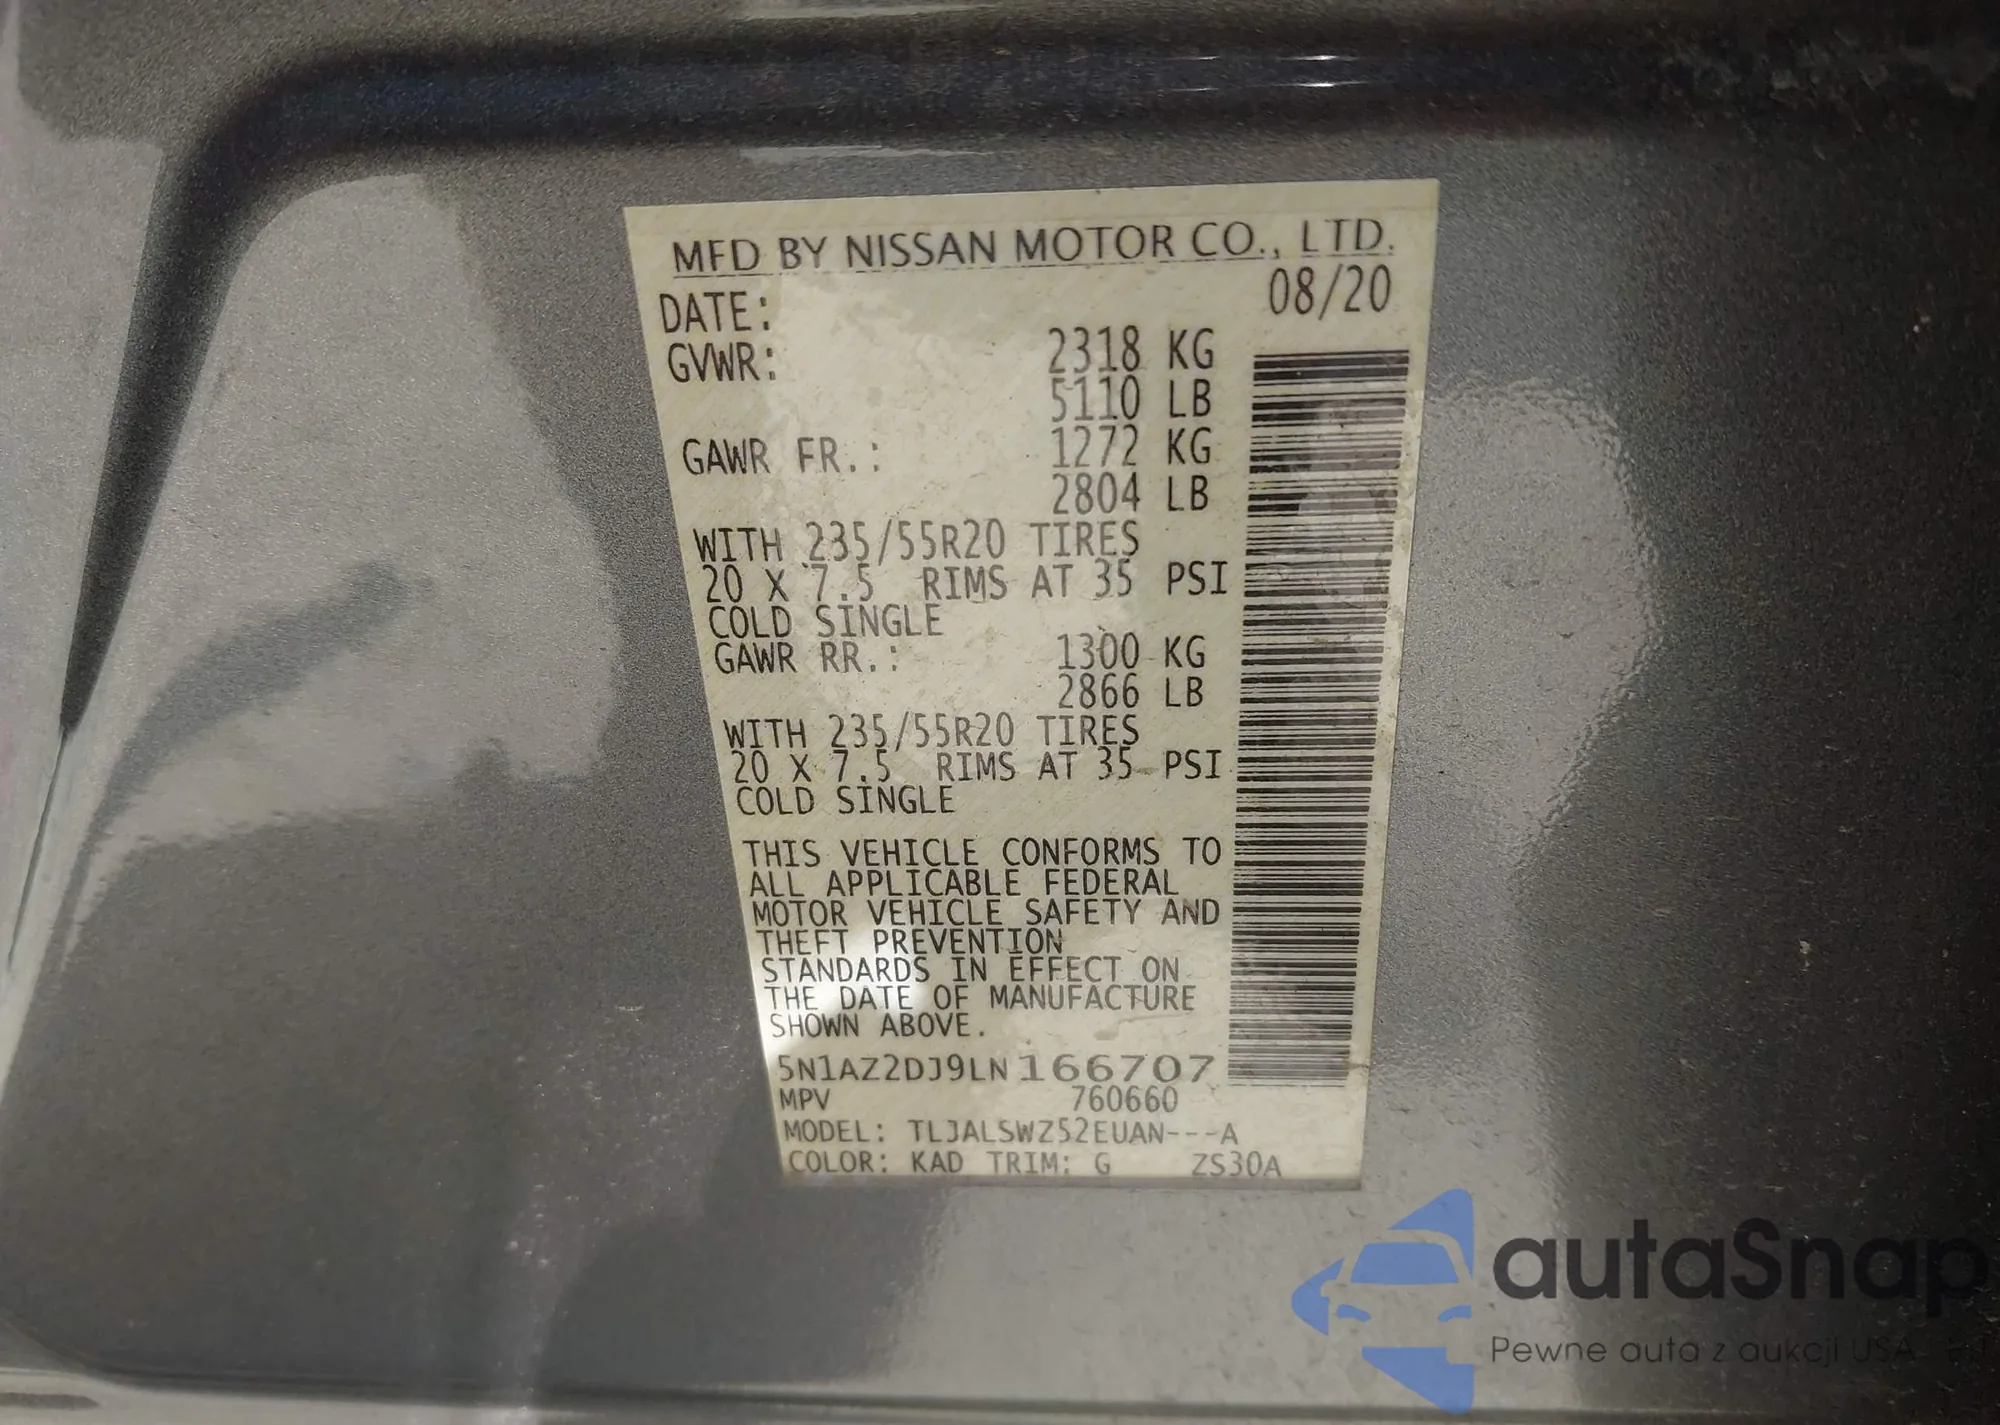 MFD BY NISSAN MOTOR CO., LTD.
DATE: 08/20
GVWR: 2318 KG
5110 LB
GAWR FR.: 1272 KG
2804 LB
WITH 235/55R20 TIRES
20 X 7.5 RIMS AT 35 PSI
COLD SINGLE
GAWR RR.: 1300 KG
2866 LB
WITH 235/55R20 TIRES
20 X 7.5 RIMS AT 35 PSI
COLD SINGLE
THIS VEHICLE CONFORMS TO
ALL APPLICABLE FEDERAL
MOTOR VEHICLE SAFETY AND
THEFT PREVENTION
STANDARDS IN EFFECT ON
THE DATE OF MANUFACTURE
SHOWN ABOVE.
5N1AZ2DJ9LN166707
MPV 760660
MODEL: TLJALSWZ52EUAN---A
COLOR: KAD TRIM: G ZS30A
autaSnap
Pewne auta z aukcji USA